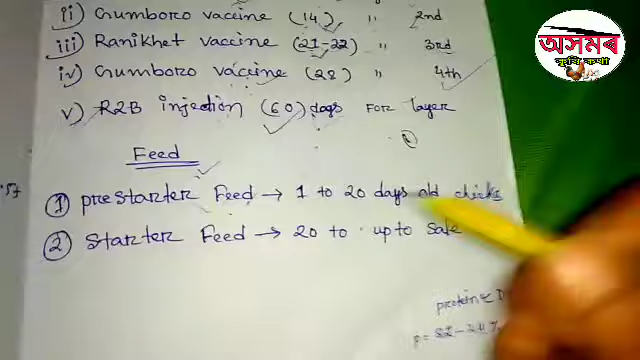 ii) Gumboro vaccine (14) " 2nd
iii) Ranikhet vaccine (21-22) " 3rd
iv) Gumboro vaccine (28) " 4th
v) R2B injection (60) days For layer
Feed
① prestarter Feed → 1 to 20 days old chicks
② Starter Feed → 20 to up to sale
protein
অসমৰ
কৃষি কথা